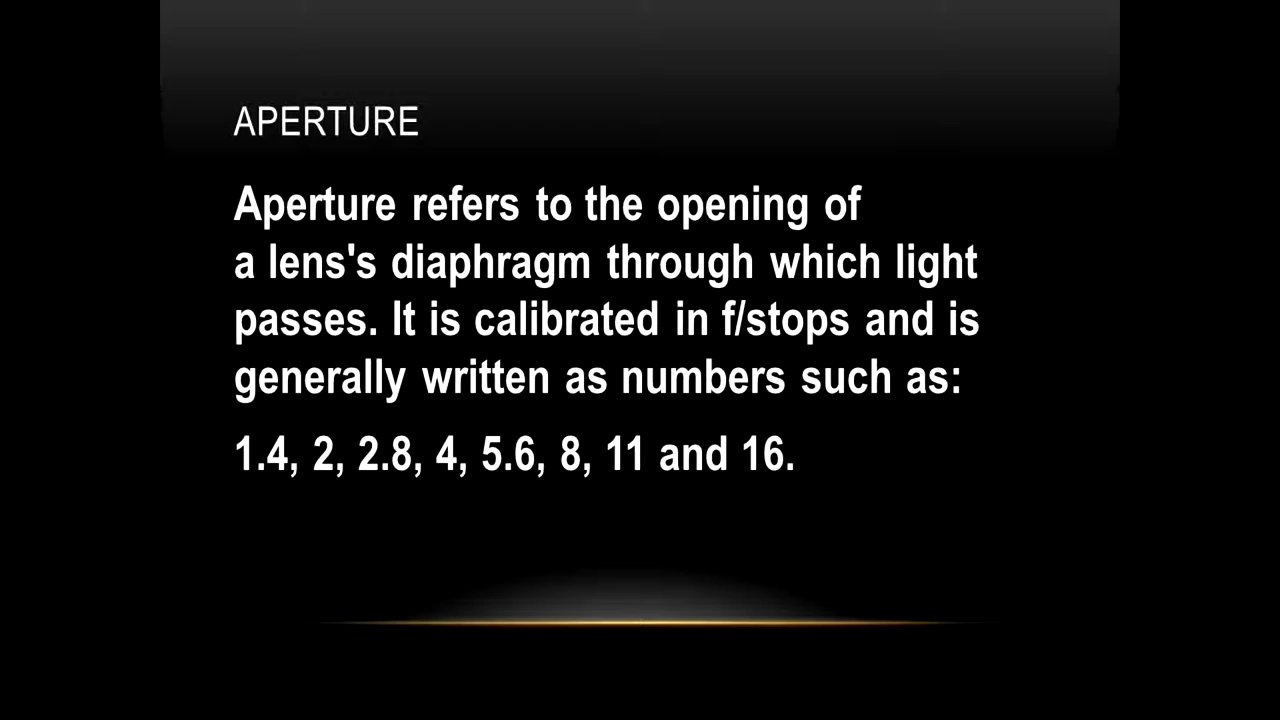 APERTURE
Aperture refers to the opening of
a lens's diaphragm through which light
passes. It is calibrated in f/stops and is
generally written as numbers such as:
1.4, 2, 2.8, 4, 5.6, 8, 11 and 16.